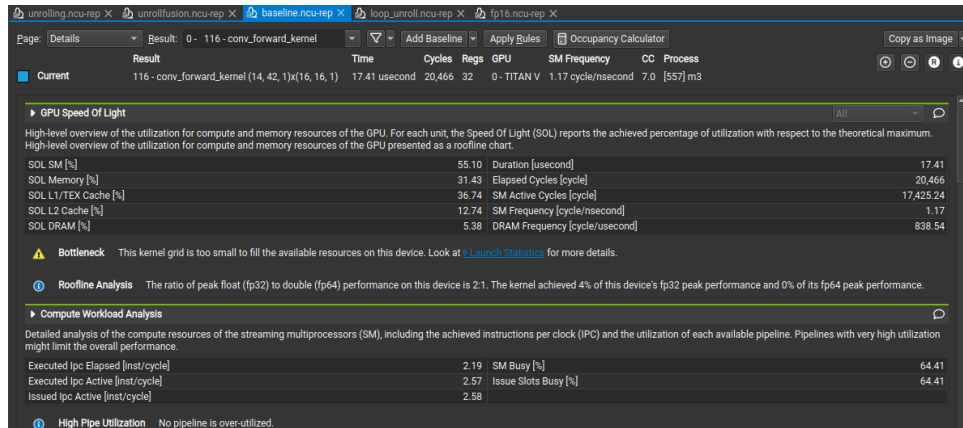 unrolling.ncu-rep X unrollfusion.ncu-rep X baseline.ncu-rep X loop_unroll.ncu-rep X fp16.ncu-rep X
Page: Details Result: 0 - 116 - conv_forward_kernel Add Baseline Apply Rules Occupancy Calculator Copy as Image
Result Time Cycles Regs GPU SM Frequency CC Process
Current 116 - conv_forward_kernel (14, 42, 1)x(16, 16, 1) 17.41 usecond 20,466 32 0 - TITAN V 1.17 cycle/nsecond 7.0 [557] m3
GPU Speed Of Light All
High-level overview of the utilization for compute and memory resources of the GPU. For each unit, the Speed Of Light (SOL) reports the achieved percentage of utilization with respect to the theoretical maximum.
High-level overview of the utilization for compute and memory resources of the GPU presented as a roofline chart.
SOL SM [%] 55.10 Duration [usecond] 17.41
SOL Memory [%] 31.43 Elapsed Cycles [cycle] 20,466
SOL L1/TEX Cache [%] 36.74 SM Active Cycles [cycle] 17,425.24
SOL L2 Cache [%] 12.74 SM Frequency [cycle/nsecond] 1.17
SOL DRAM [%] 5.38 DRAM Frequency [cycle/usecond] 838.54
Bottleneck This kernel grid is too small to fill the available resources on this device. Look at Launch Statistics for more details.
Roofline Analysis The ratio of peak float (fp32) to double (fp64) performance on this device is 2:1. The kernel achieved 4% of this device's fp32 peak performance and 0% of its fp64 peak performance.
Compute Workload Analysis
Detailed analysis of the compute resources of the streaming multiprocessors (SM), including the achieved instructions per clock (IPC) and the utilization of each available pipeline. Pipelines with very high utilization
might limit the overall performance.
Executed Ipc Elapsed [inst/cycle] 2.19 SM Busy [%] 64.41
Executed Ipc Active [inst/cycle] 2.57 Issue Slots Busy [%] 64.41
Issued Ipc Active [inst/cycle] 2.58
High Pipe Utilization No pipeline is over-utilized.